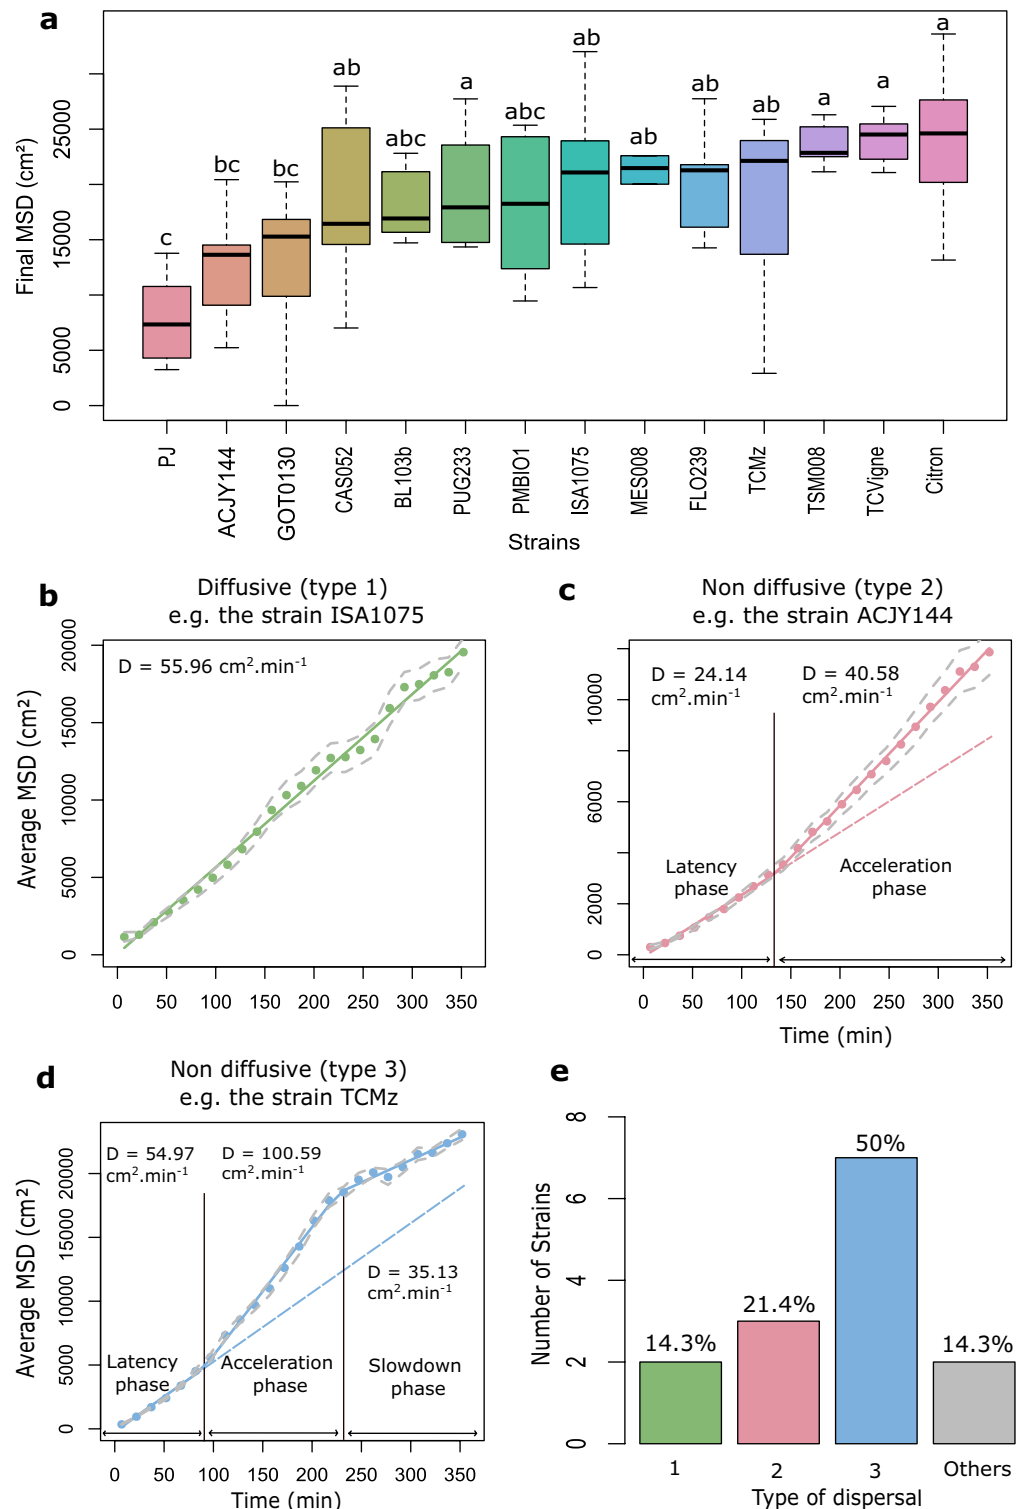 a
Final MSD (cm²)
0
5000
15000
25000
c
bc
bc
ab
abc
a
abc
ab
ab
ab
ab
a
a
a
PJ
ACJY144
GOT0130
CAS052
BL103b
PUG233
PMBIO1
ISA1075
MES008
FLO239
TCMz
TSM008
TCVigne
Citron
Strains
b
Diffusive (type 1)
e.g. the strain ISA1075
D = 55.96 cm².min⁻¹
Average MSD (cm²)
0
5000
10000
15000
20000
0 50 100 150 200 250 300 350
c
Non diffusive (type 2)
e.g. the strain ACJY144
D = 24.14
cm².min⁻¹
D = 40.58
cm².min⁻¹
Latency
phase
Acceleration
phase
0
2000
6000
10000
0 50 100 150 200 250 300 350
Time (min)
d
Non diffusive (type 3)
e.g. the strain TCMz
D = 54.97
cm².min⁻¹
D = 100.59
cm².min⁻¹
D = 35.13
cm².min⁻¹
Latency
phase
Acceleration
phase
Slowdown
phase
Average MSD (cm²)
0
5000
10000
15000
20000
0 50 100 150 200 250 300 350
Time (min)
e
Number of Strains
0
2
4
6
8
14.3%
21.4%
50%
14.3%
1 2 3 Others
Type of dispersal